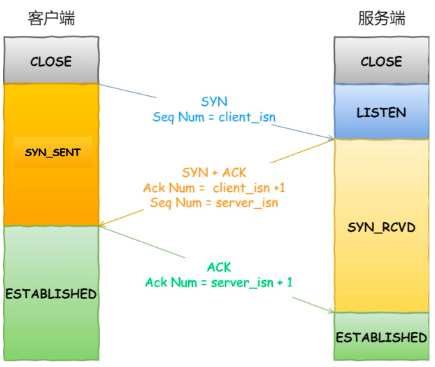 客户端
服务端
CLOSE
CLOSE
SYN
Seq Num = client_isn
LISTEN
SYN_SENT
SYN + ACK
Ack Num = client_isn +1
Seq Num = server_isn
SYN_RCVD
ACK
Ack Num = server_isn + 1
ESTABLISHED
ESTABLISHED